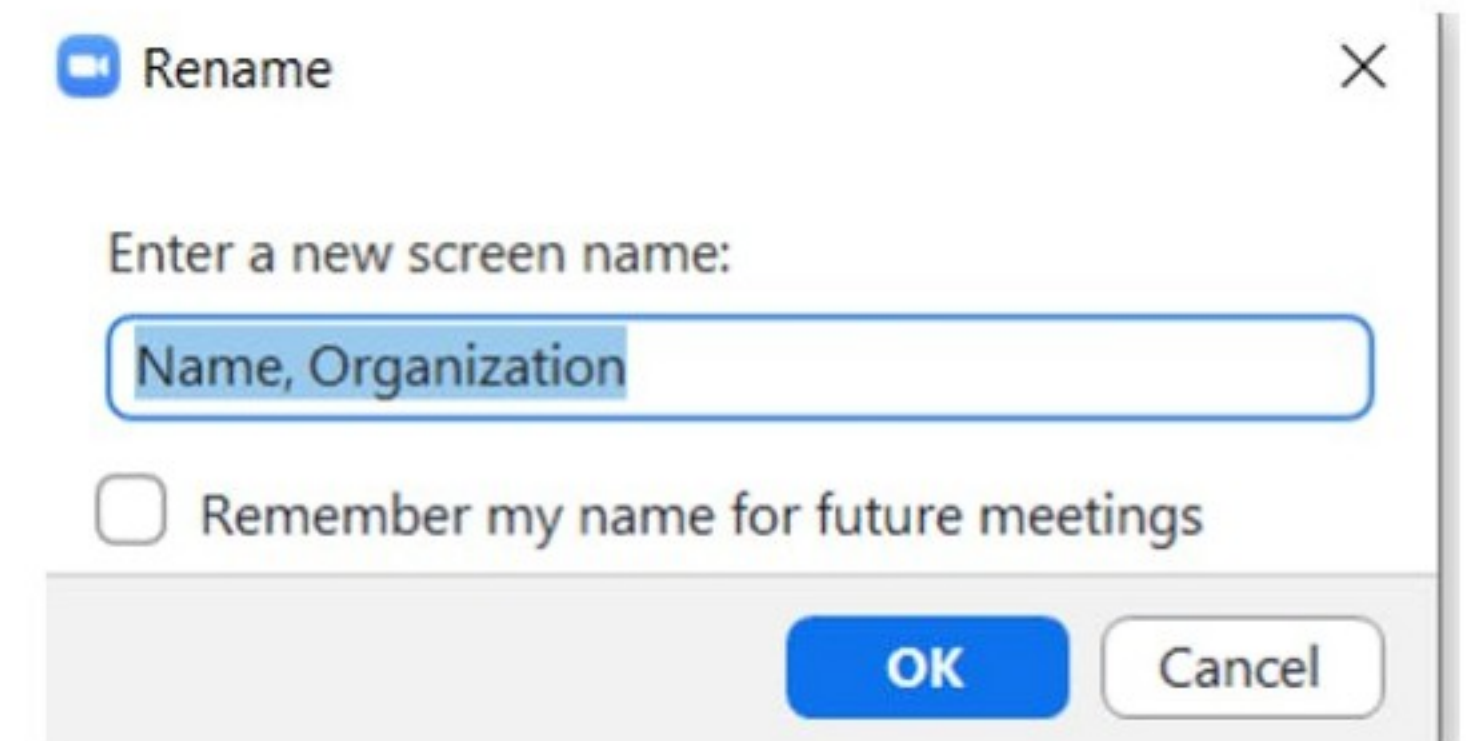 Rename
Enter a new screen name:
Name, Organization
Remember my name for future meetings
OK Cancel